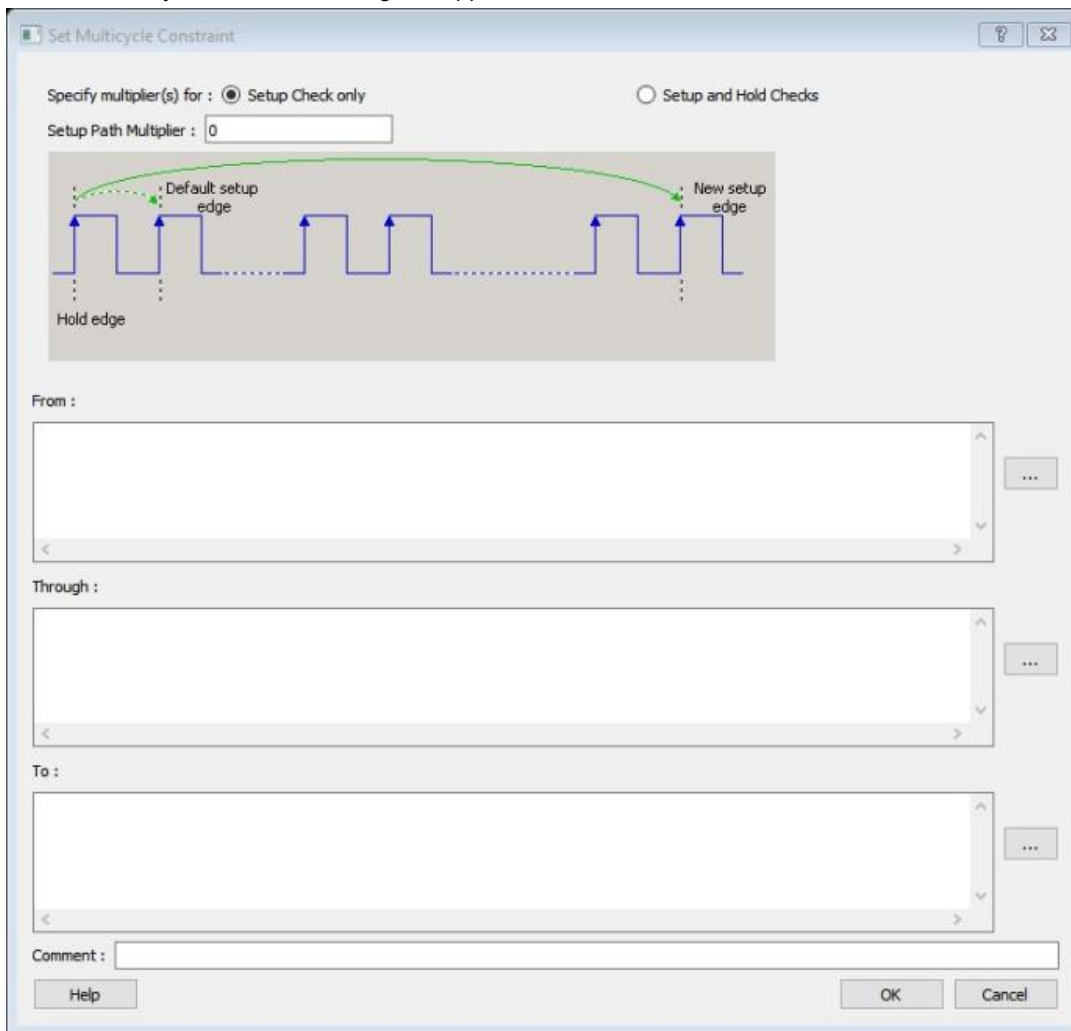 Set Multicycle Constraint
Specify multiplier(s) for : Setup Check only Setup and Hold Checks
Setup Path Multiplier : 0
Default setup edge
New setup edge
Hold edge
From :
...
Through :
...
To :
...
Comment :
Help OK Cancel